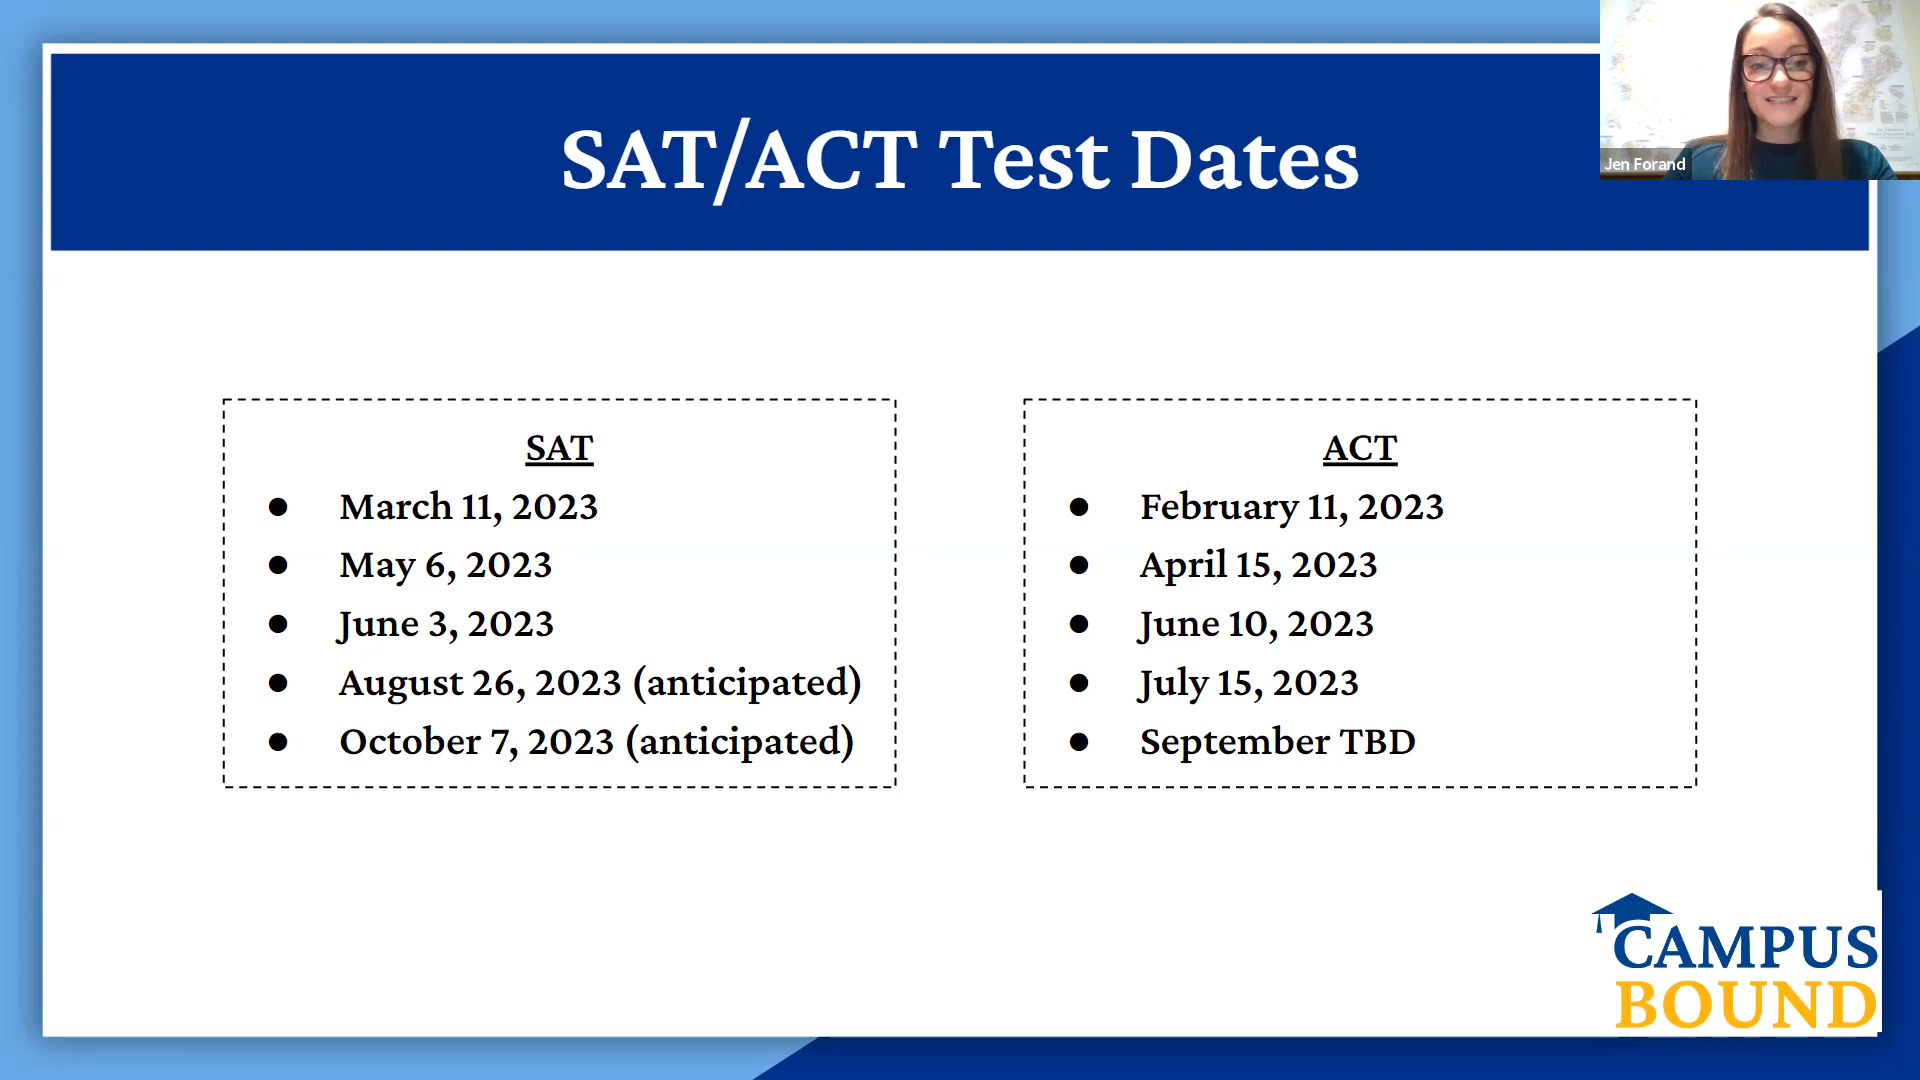 SAT/ACT Test Dates
Jen Forand
SAT
● March 11, 2023
● May 6, 2023
● June 3, 2023
● August 26, 2023 (anticipated)
● October 7, 2023 (anticipated)
ACT
● February 11, 2023
● April 15, 2023
● June 10, 2023
● July 15, 2023
● September TBD
CAMPUS
BOUND